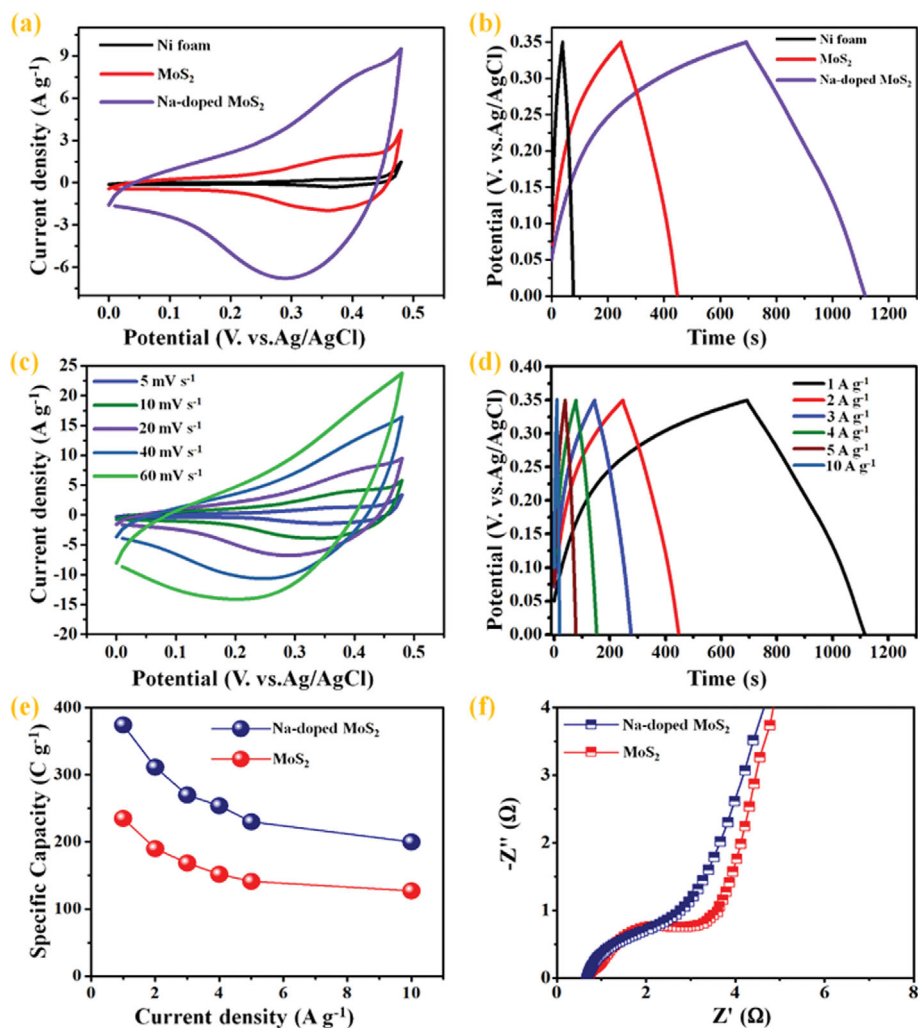 (a)
Ni foam
MoS₂
Na-doped MoS₂
9
6
3
0
-3
-6
Current density (A g⁻¹)
0.0 0.1 0.2 0.3 0.4 0.5
Potential (V. vs.Ag/AgCl)
(b)
Ni foam
MoS₂
Na-doped MoS₂
0.35
0.30
0.25
0.20
0.15
0.10
0.05
0.00
Potential (V. vs.Ag/AgCl)
0 200 400 600 800 1000 1200
Time (s)
(c)
5 mV s⁻¹
10 mV s⁻¹
20 mV s⁻¹
40 mV s⁻¹
60 mV s⁻¹
25
20
15
10
5
0
-5
-10
-15
-20
Current density (A g⁻¹)
0.0 0.1 0.2 0.3 0.4 0.5
Potential (V. vs.Ag/AgCl)
(d)
1 A g⁻¹
2 A g⁻¹
3 A g⁻¹
4 A g⁻¹
5 A g⁻¹
10 A g⁻¹
0.40
0.35
0.30
0.25
0.20
0.15
0.10
0.05
0.00
Potential (V. vs.Ag/AgCl)
0 200 400 600 800 1000 1200
Time (s)
(e)
Na-doped MoS₂
MoS₂
400
300
200
100
0
Specific Capacity (C g⁻¹)
0 2 4 6 8 10
Current density (A g⁻¹)
(f)
Na-doped MoS₂
MoS₂
4
3
2
1
0
-Z'' (Ω)
0 2 4 6 8
Z' (Ω)